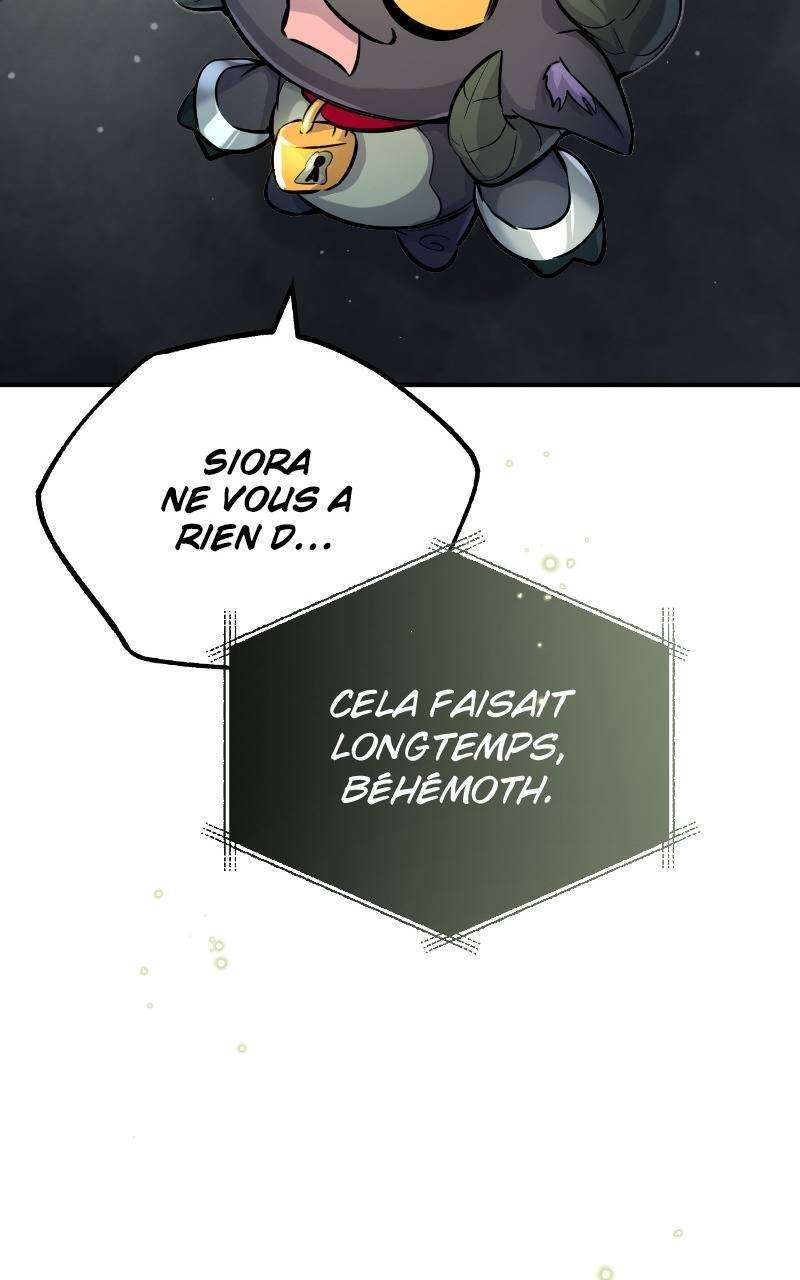 SIORA
NE VOUS A
RIEN D...
CELA FAISAIT
LONGTEMPS,
BÉHÉMOTH.